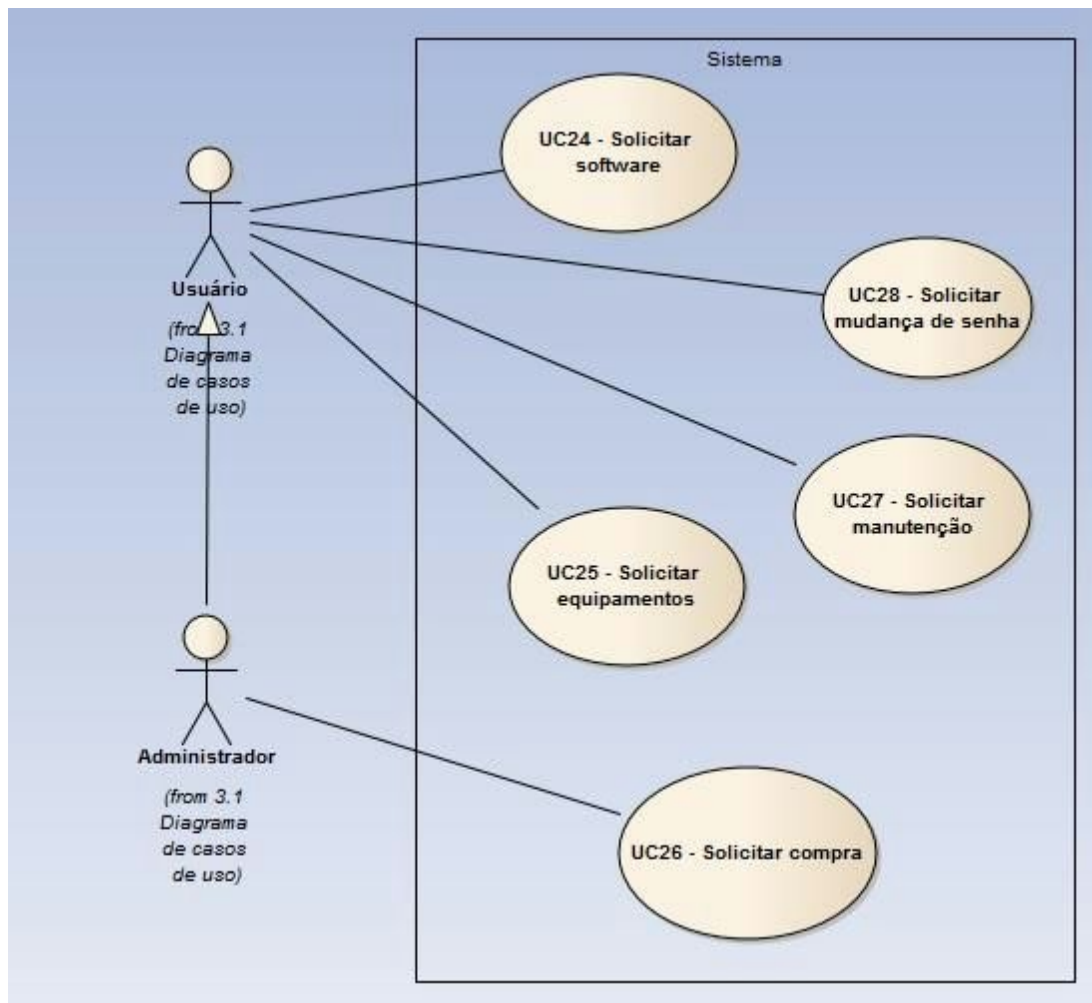 Sistema
UC24 - Solicitar
software
UC28 - Solicitar
mudança de senha
Usuário
(from 3.1
Diagrama
de casos
de uso)
UC27 - Solicitar
manutenção
UC25 - Solicitar
equipamentos
Administrador
(from 3.1
Diagrama
de casos
de uso)
UC26 - Solicitar compra